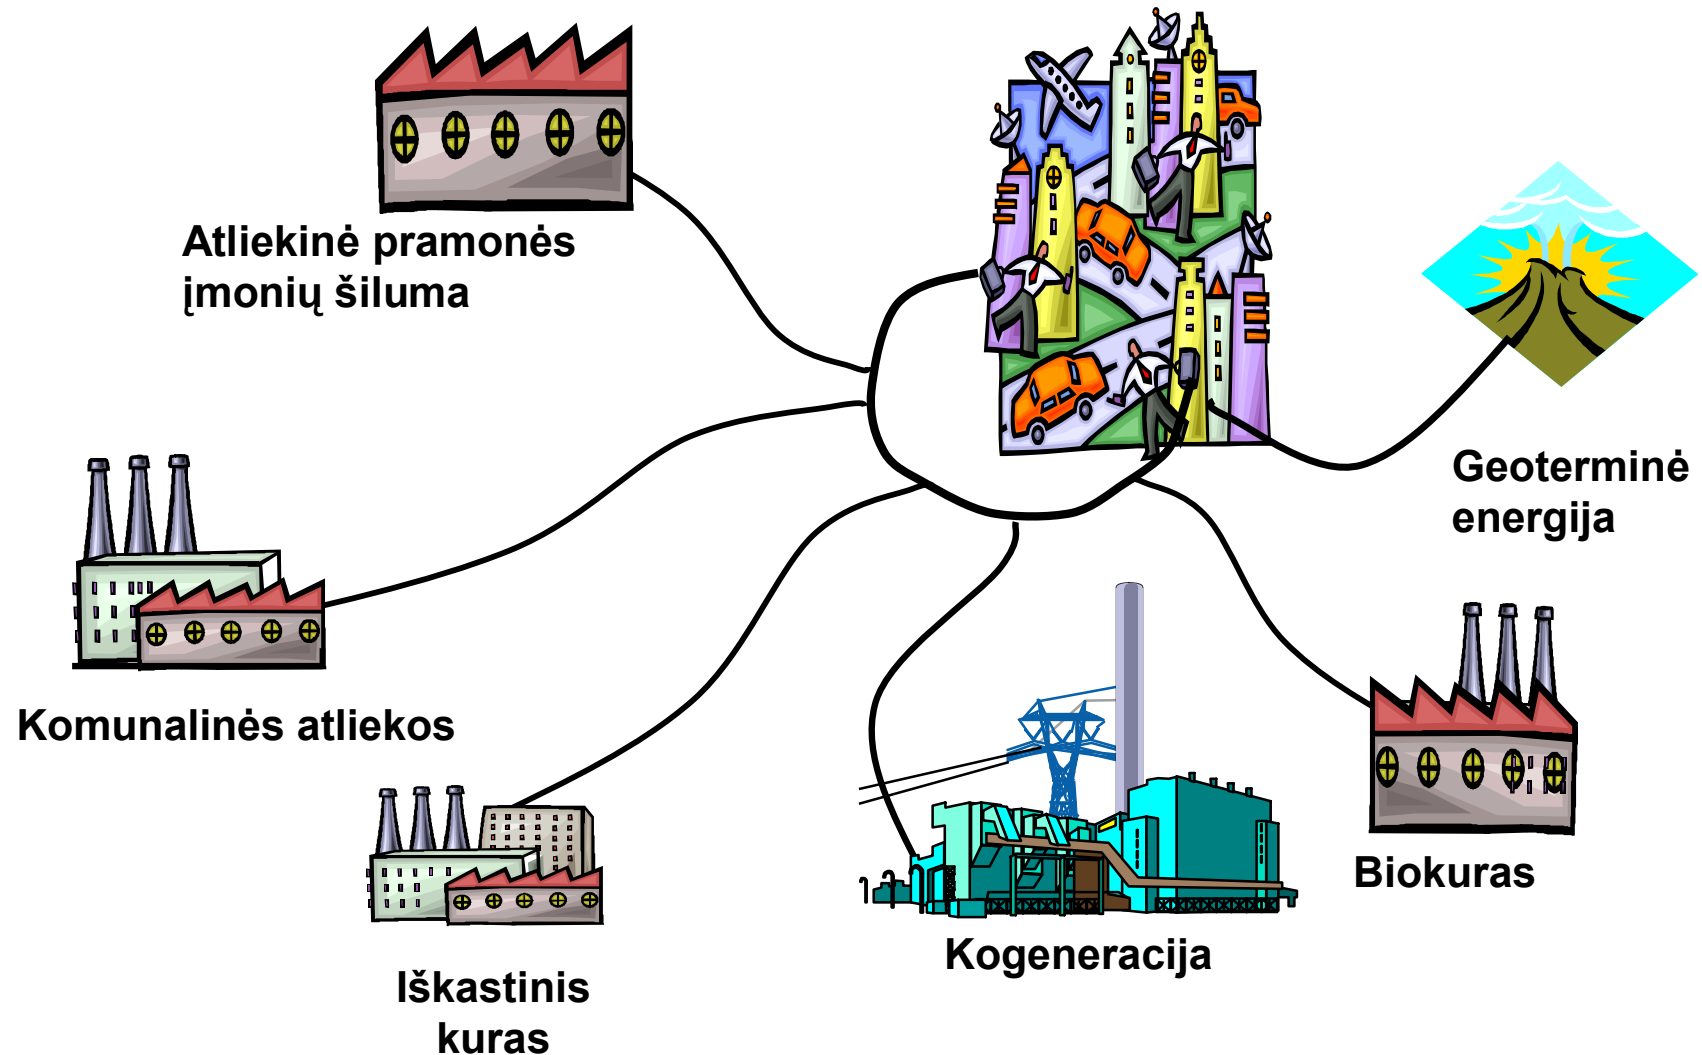 Atliekinė pramonės
įmonių šiluma
Geoterminė
energija
Komunalinės atliekos
Biokuras
Kogeneracija
Iškastinis
kuras